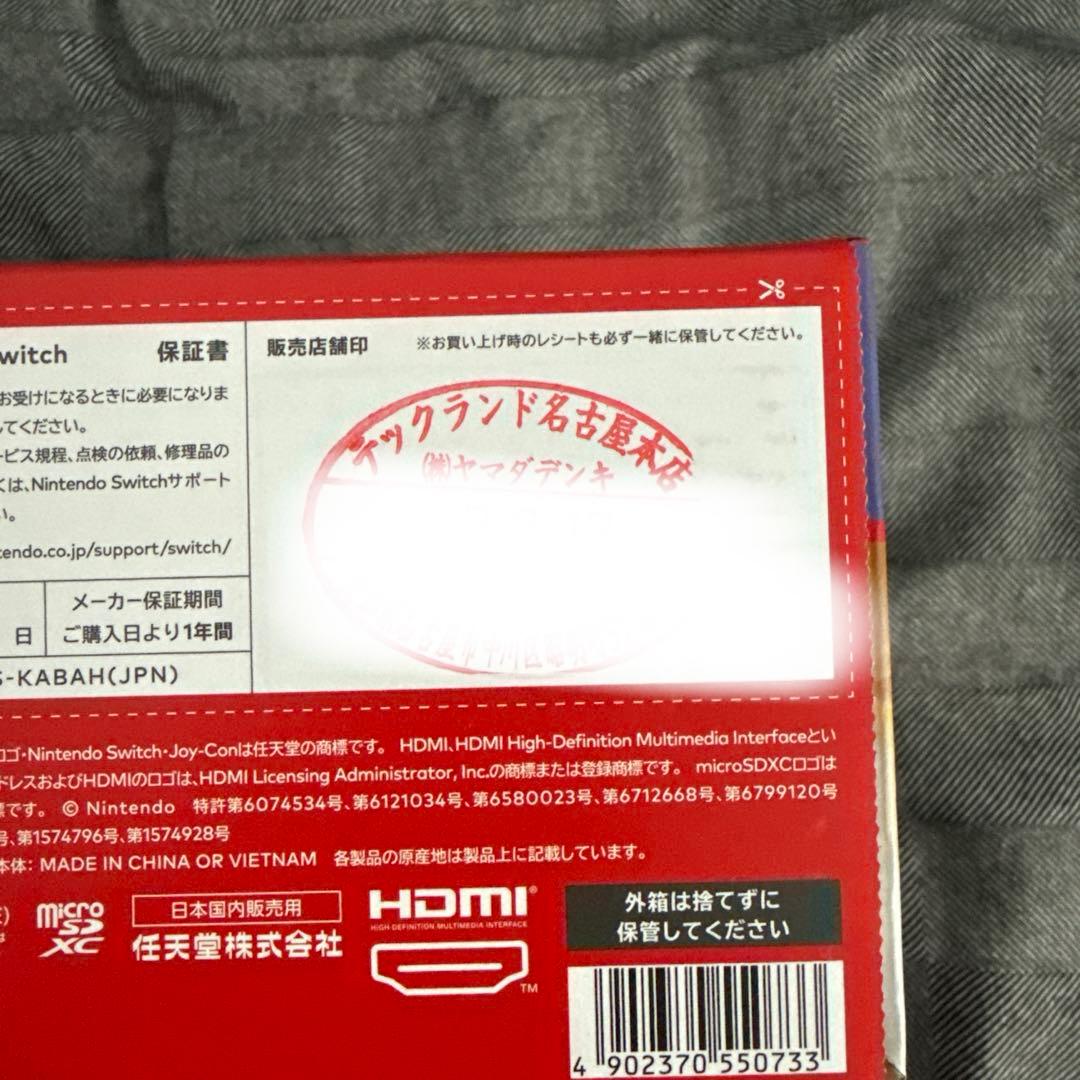 witch 保証書
お受けになるときに必要になりま
てください。
ービス規程、点検の依頼、修理品の
くは、Nintendo Switchサポート
い。
tendo.co.jp/support/switch/
日
メーカー保証期間
ご購入日より1年間
S-KABAH(JPN)
販売店舗印 ※お買い上げ時のレシートも必ず一緒に保管してください。
テックランド名古屋本店
㈱ヤマダデンキ
名古屋市中川区
ロゴ・Nintendo Switch・Joy-Conは任天堂の商標です。 HDMI、HDMI High-Definition Multimedia Interfaceとい
ドレスおよびHDMIのロゴは、HDMI Licensing Administrator, Inc.の商標または登録商標です。 microSDXCロゴは
標です。 © Nintendo 特許第6074534号、第6121034号、第6580023号、第6712668号、第6799120号
号、第1574796号、第1574928号
本体: MADE IN CHINA OR VIETNAM 各製品の原産地は製品上に記載しています。
micro
SD
XC
日本国内販売用
任天堂株式会社
HDMI®
HIGH-DEFINITION MULTIMEDIA INTERFACE
TM
外箱は捨てずに
保管してください
4 902370 550733